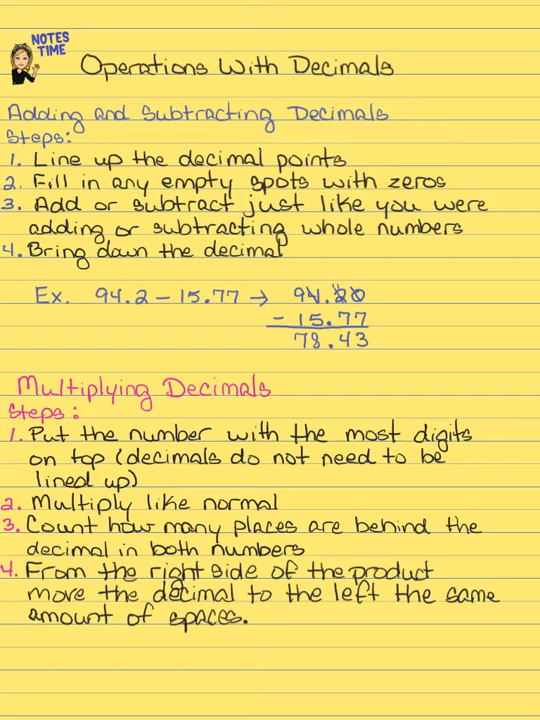 NOTES
TIME
Operations With Decimals
Adding and Subtracting Decimals
Steps:
1. Line up the decimal points
2. Fill in any empty spots with zeros
3. Add or subtract just like you were
adding or subtracting whole numbers
4. Bring down the decimal
Ex. 94.2 - 15.77 → 94.20
- 15.77
78.43
Multiplying Decimals
Steps:
1. Put the number with the most digits
on top (decimals do not need to be
lined up)
2. Multiply like normal
3. Count how many places are behind the
decimal in both numbers
4. From the right side of the product
move the decimal to the left the same
amount of spaces.